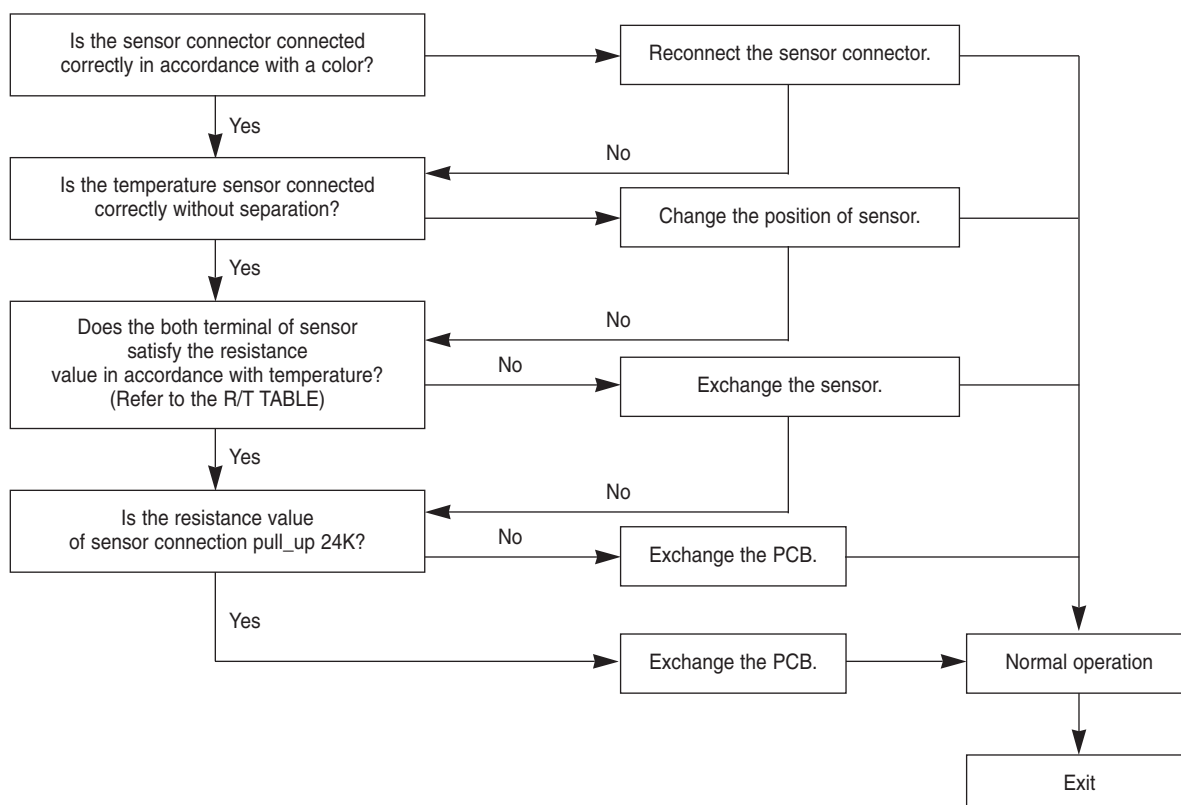 Is the sensor connector connected
correctly in accordance with a color?
Reconnect the sensor connector.
Yes
No
Is the temperature sensor connected
correctly without separation?
Change the position of sensor.
Yes
No
Does the both terminal of sensor
satisfy the resistance
value in accordance with temperature?
(Refer to the R/T TABLE)
No
Exchange the sensor.
Yes
No
Is the resistance value
of sensor connection pull_up 24K?
No
Exchange the PCB.
Yes
Exchange the PCB.
Normal operation
Exit